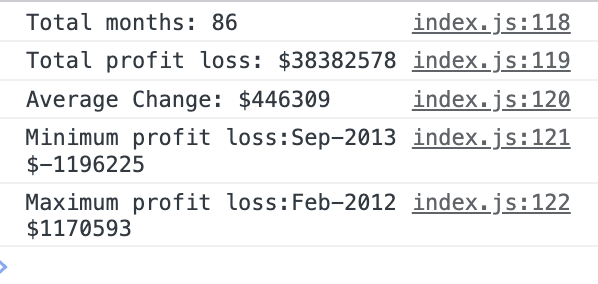 Total months: 86 index.js:118
Total profit loss: $38382578 index.js:119
Average Change: $446309 index.js:120
Minimum profit loss:Sep-2013 index.js:121
$-1196225
Maximum profit loss:Feb-2012 index.js:122
$1170593